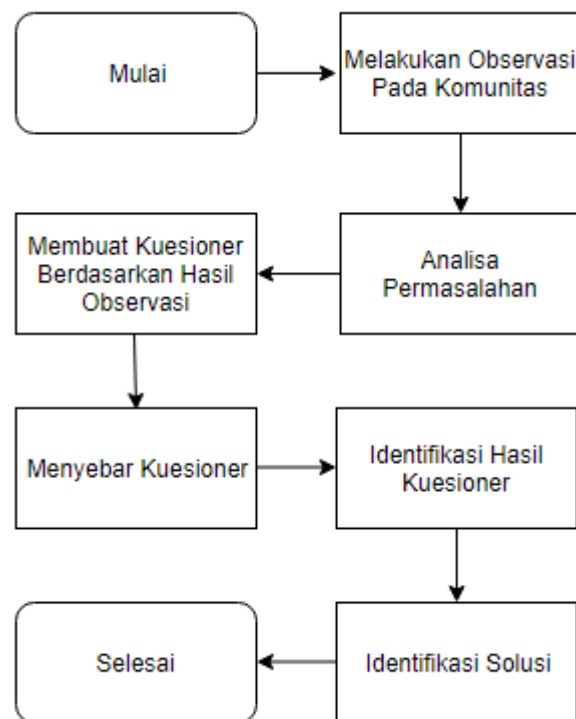 Mulai
Melakukan Observasi
Pada Komunitas
Analisa
Permasalahan
Membuat Kuesioner
Berdasarkan Hasil
Observasi
Menyebar Kuesioner
Identifikasi Hasil
Kuesioner
Identifikasi Solusi
Selesai